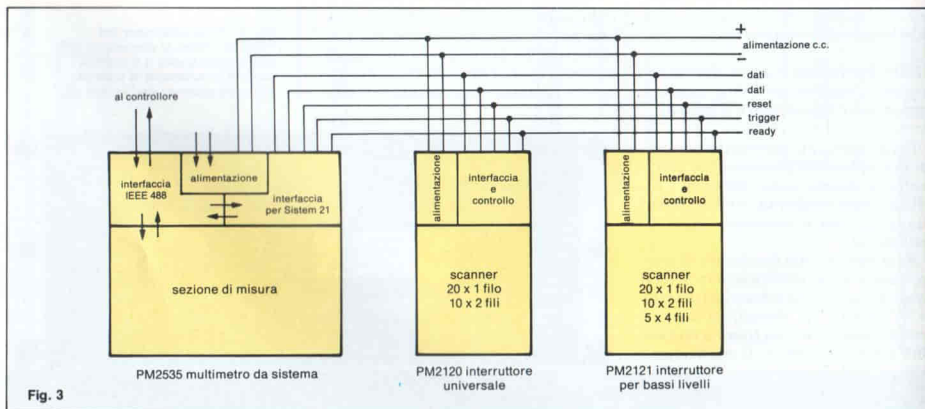 +
alimentazione c.c.
−
dati
dati
reset
trigger
ready
al controllore
interfaccia
IEEE 488
alimentazione
interfaccia
per Sistem 21
sezione di misura
PM2535 multimetro da sistema
alimentazione
interfaccia
e
controllo
scanner
20 x 1 filo
10 x 2 fili
PM2120 interruttore
universale
alimentazione
interfaccia
e
controllo
scanner
20 x 1 filo
10 x 2 fili
5 x 4 fili
PM2121 interruttore
per bassi livelli
Fig. 3